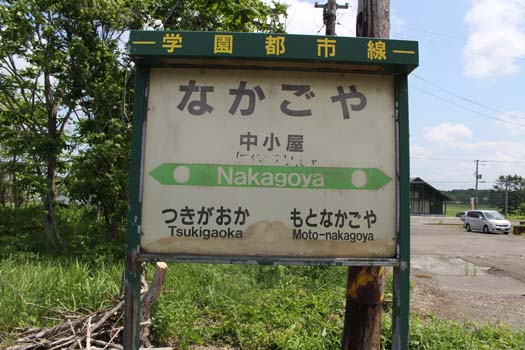 学園都市線
なかごや
中小屋
Nakagoya
つきがおか もとなかごや
Tsukigaoka Moto-nakagoya